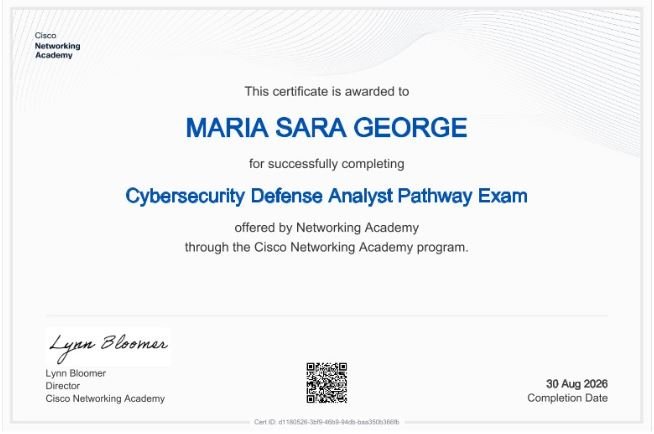 Cisco
Networking
Academy
This certificate is awarded to
MARIA SARA GEORGE
for successfully completing
Cybersecurity Defense Analyst Pathway Exam
offered by Networking Academy
through the Cisco Networking Academy program.
Lynn Bloomer
Lynn Bloomer
Director
Cisco Networking Academy
30 Aug 2026
Completion Date
Cert ID: